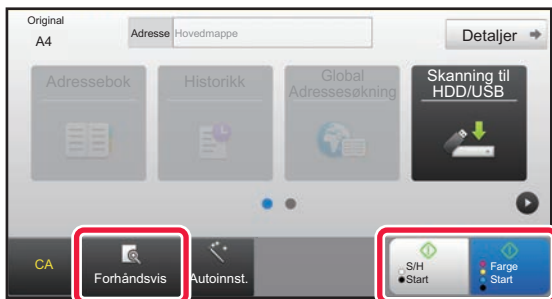 Original
A4
Adresse Hovedmappe
Detaljer
Adressebok
Historikk
Global
Adressesøkning
Skanning til
HDD/USB
CA
Forhåndsvis
Autoinnst.
S/H
Start
Farge
Start